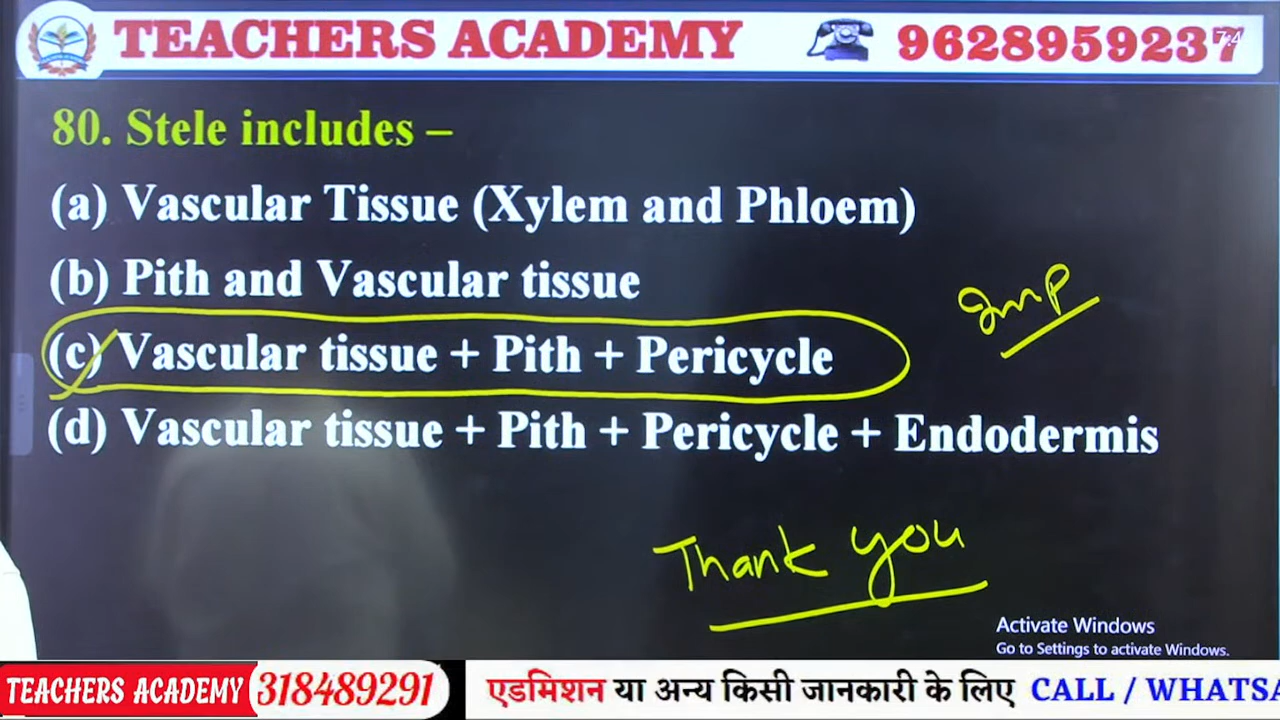 TEACHERS ACADEMY
9628959237
80. Stele includes –
(a) Vascular Tissue (Xylem and Phloem)
(b) Pith and Vascular tissue
(c) Vascular tissue + Pith + Pericycle
(d) Vascular tissue + Pith + Pericycle + Endodermis
Imp
Thank you
Activate Windows
Go to Settings to activate Windows.
TEACHERS ACADEMY
318489291
एडमिशन या अन्य किसी जानकारी के लिए CALL / WHATSA